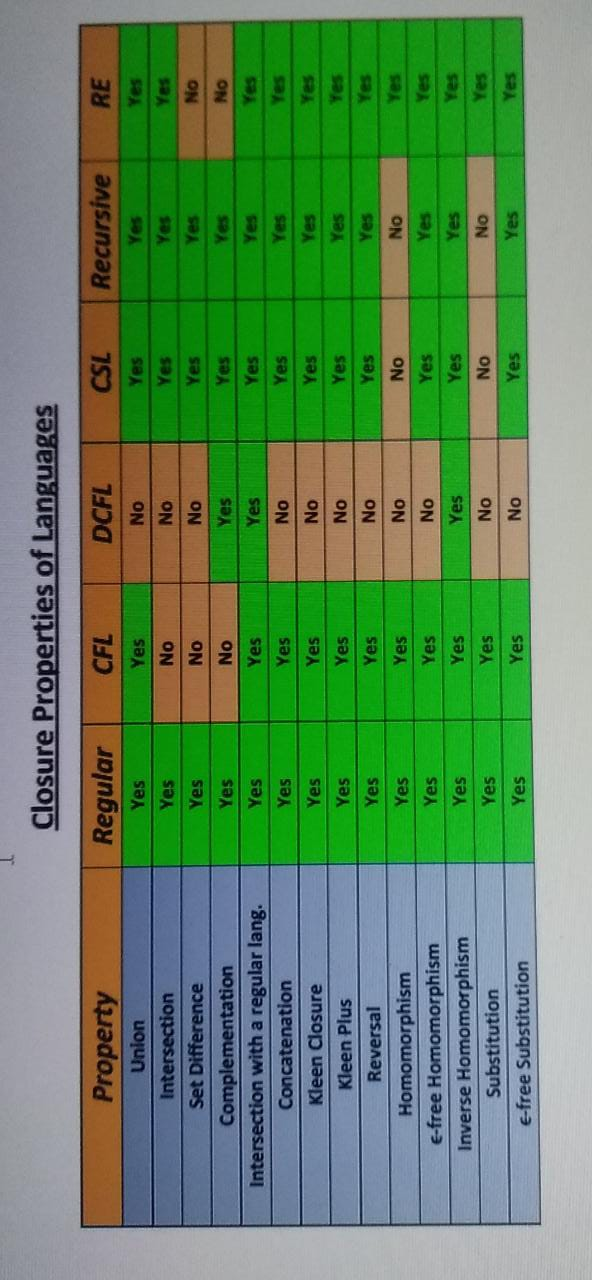 Closure Properties of Languages
Property Regular CFL DCFL CSL Recursive RE
Union Yes Yes No Yes Yes Yes
Intersection Yes No No Yes Yes Yes
Set Difference Yes No No Yes Yes No
Complementation Yes No Yes Yes Yes No
Intersection with a regular lang. Yes Yes Yes Yes Yes Yes
Concatenation Yes Yes No Yes Yes Yes
Kleen Closure Yes Yes No Yes Yes Yes
Kleen Plus Yes Yes No Yes Yes Yes
Reversal Yes Yes No Yes Yes Yes
Homomorphism Yes Yes No No No Yes
ϵ-free Homomorphism Yes Yes No Yes Yes Yes
Inverse Homomorphism Yes Yes Yes Yes Yes Yes
Substitution Yes Yes No No No Yes
ϵ-free Substitution Yes Yes No Yes Yes Yes